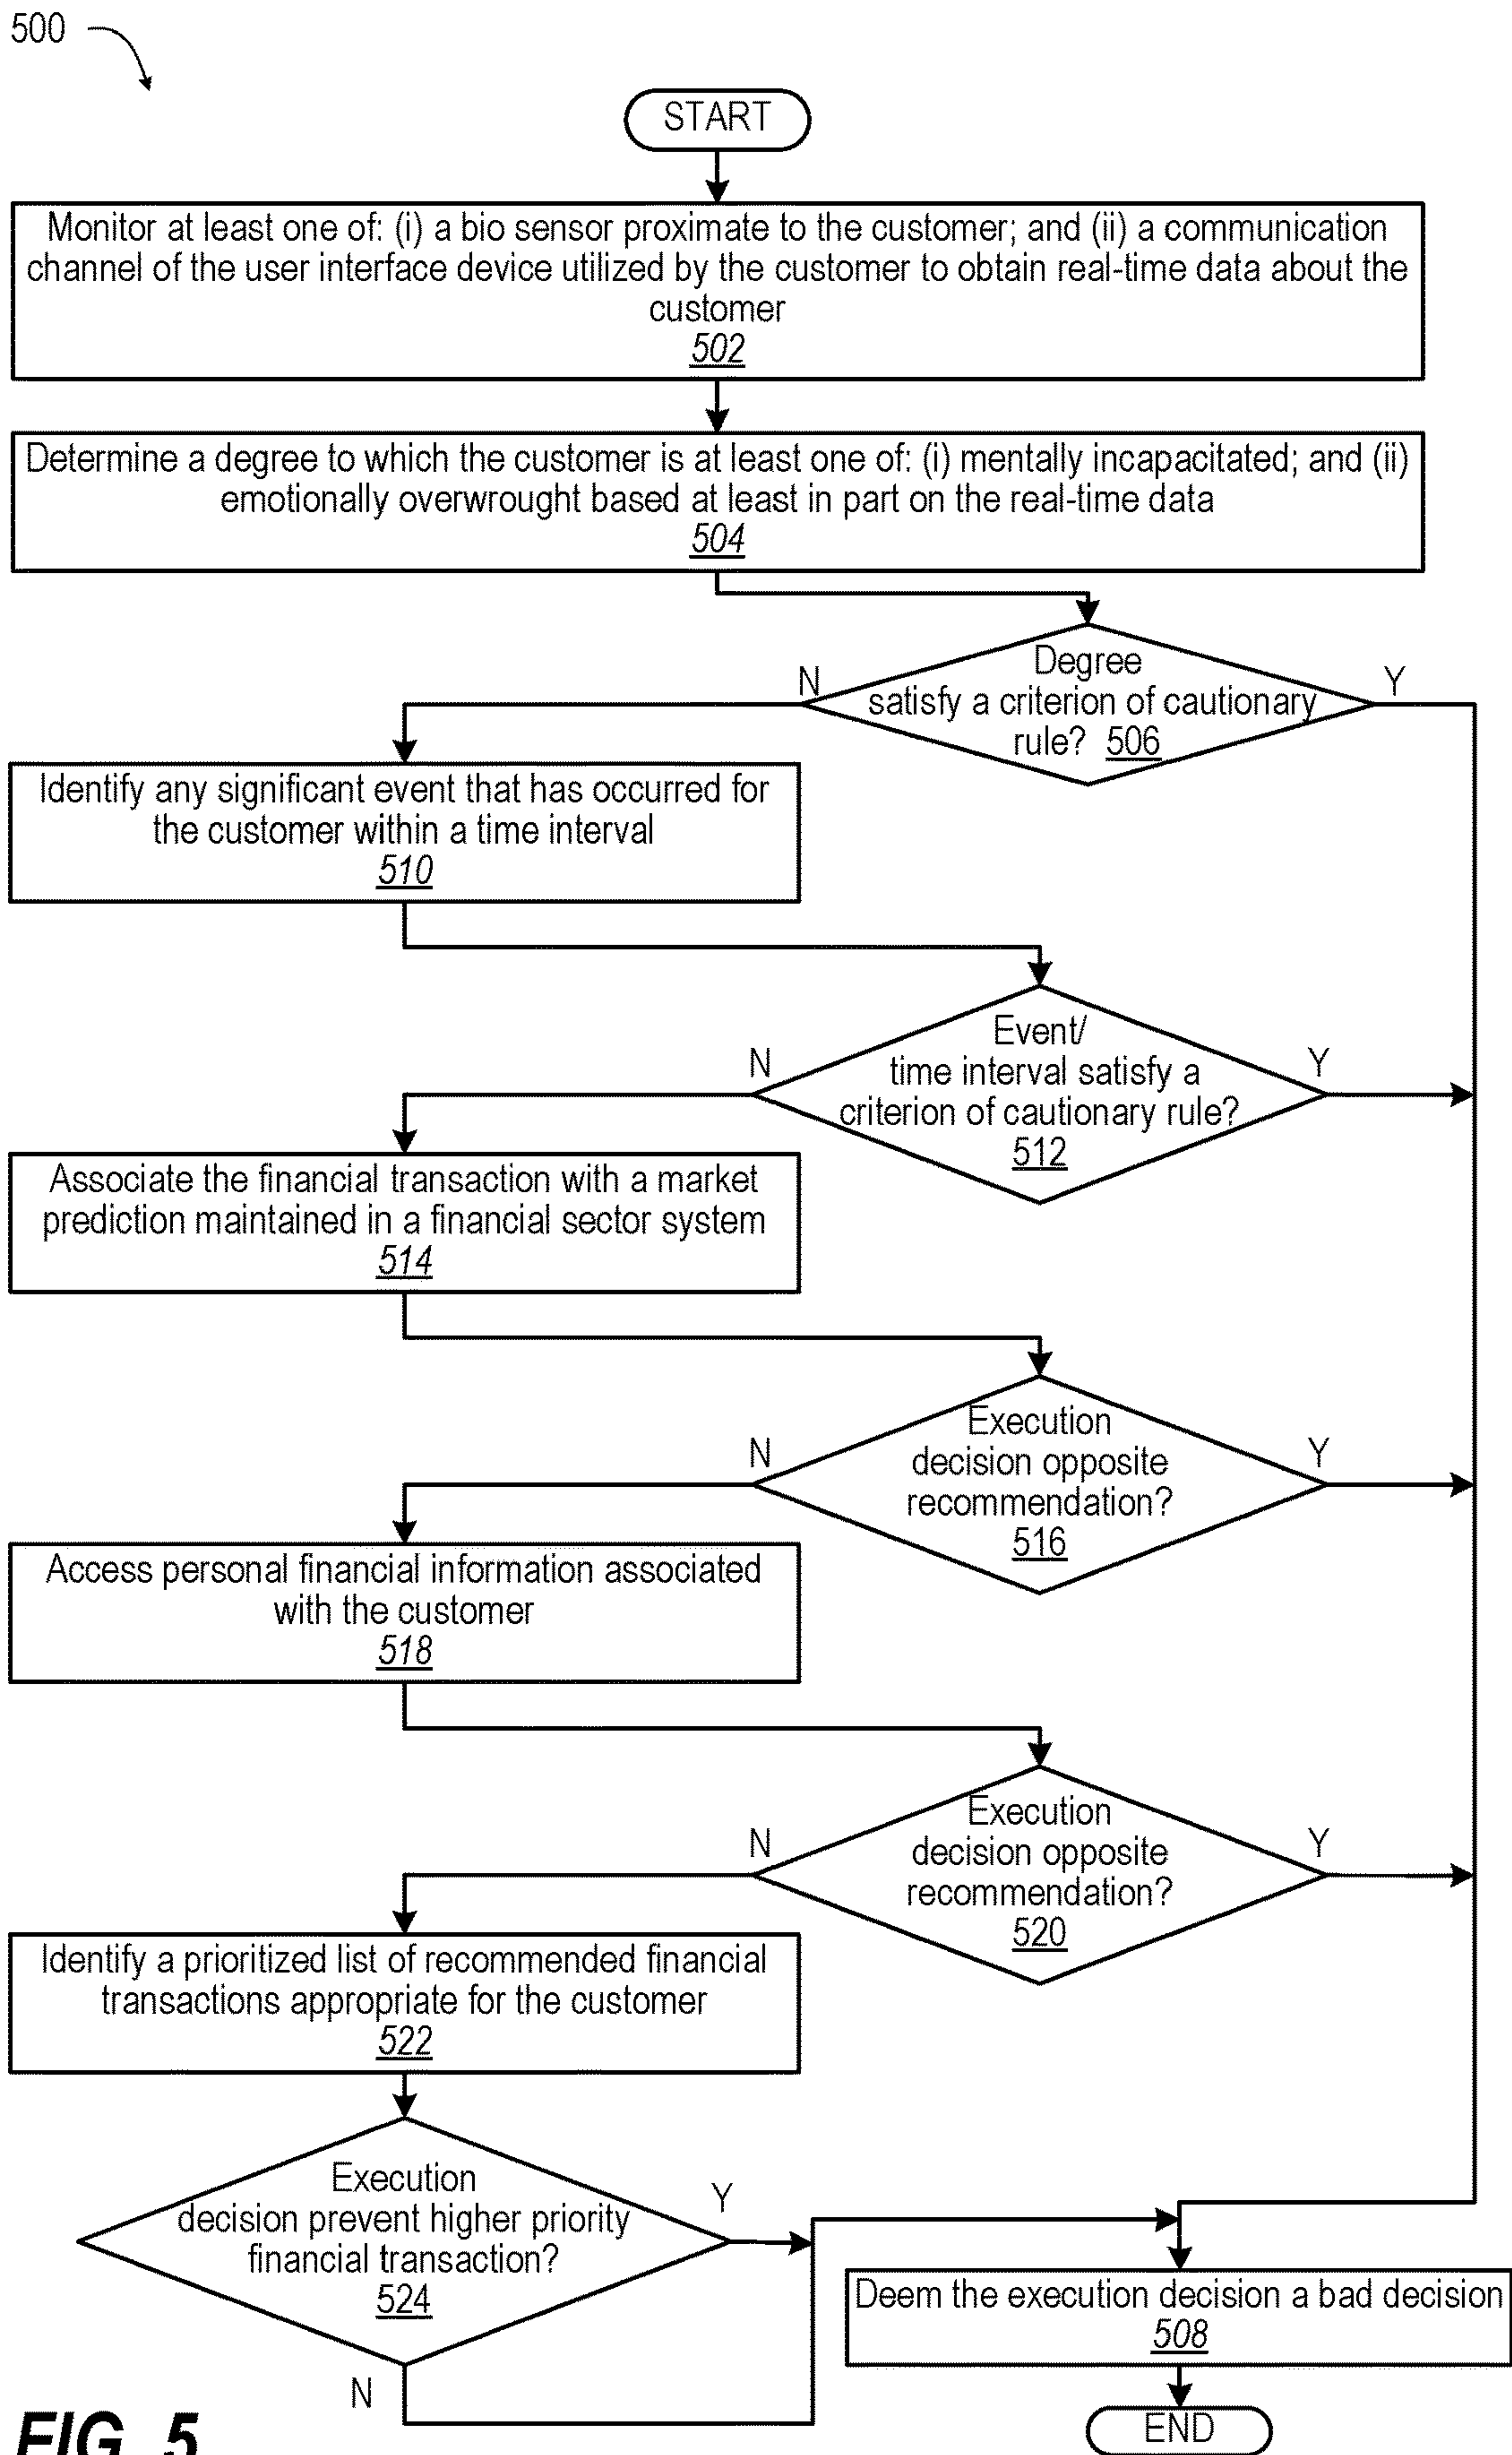 500
START
Monitor at least one of: (i) a bio sensor proximate to the customer; and (ii) a communication
channel of the user interface device utilized by the customer to obtain real-time data about the
customer
502
Determine a degree to which the customer is at least one of: (i) mentally incapacitated; and (ii)
emotionally overwrought based at least in part on the real-time data
504
Degree
satisfy a criterion of cautionary
rule? 506
N
Y
Identify any significant event that has occurred for
the customer within a time interval
510
Event/
time interval satisfy a
criterion of cautionary rule?
512
N
Y
Associate the financial transaction with a market
prediction maintained in a financial sector system
514
Execution
decision opposite
recommendation?
516
N
Y
Access personal financial information associated
with the customer
518
Execution
decision opposite
recommendation?
520
N
Y
Identify a prioritized list of recommended financial
transactions appropriate for the customer
522
Execution
decision prevent higher priority
financial transaction?
524
Y
N
Deem the execution decision a bad decision
508
END
FIG. 5